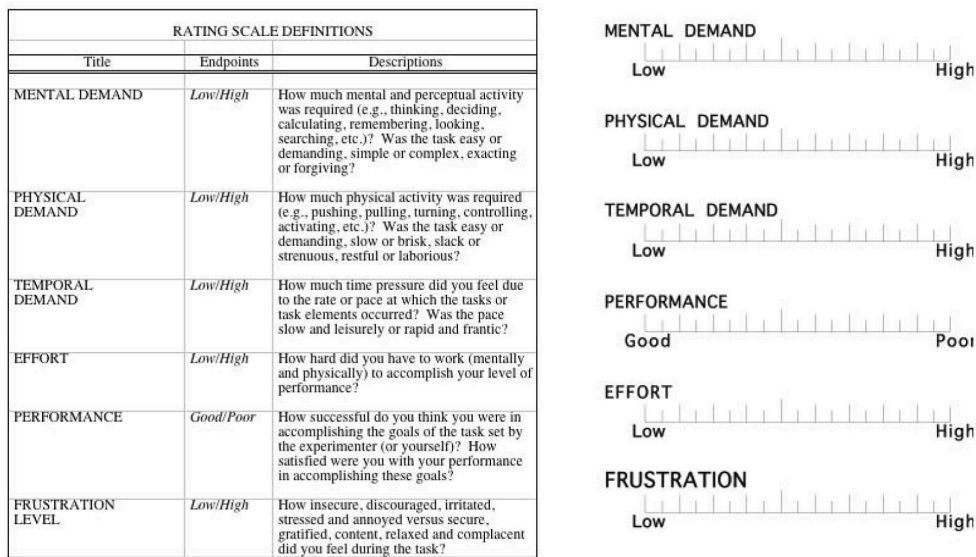 RATING SCALE DEFINITIONS
Title Endpoints Descriptions
MENTAL DEMAND Low/High How much mental and perceptual activity
was required (e.g., thinking, deciding,
calculating, remembering, looking,
searching, etc.)? Was the task easy or
demanding, simple or complex, exacting
or forgiving?
PHYSICAL DEMAND Low/High How much physical activity was required
(e.g., pushing, pulling, turning, controlling,
activating, etc.)? Was the task easy or
demanding, slow or brisk, slack or
strenuous, restful or laborious?
TEMPORAL DEMAND Low/High How much time pressure did you feel due
to the rate or pace at which the tasks or
task elements occurred? Was the pace
slow and leisurely or rapid and frantic?
EFFORT Low/High How hard did you have to work (mentally
and physically) to accomplish your level of
performance?
PERFORMANCE Good/Poor How successful do you think you were in
accomplishing the goals of the task set by
the experimenter (or yourself)? How
satisfied were you with your performance
in accomplishing these goals?
FRUSTRATION LEVEL Low/High How insecure, discouraged, irritated,
stressed and annoyed versus secure,
gratified, content, relaxed and complacent
did you feel during the task?
MENTAL DEMAND
Low High
PHYSICAL DEMAND
Low High
TEMPORAL DEMAND
Low High
PERFORMANCE
Good Poor
EFFORT
Low High
FRUSTRATION
Low High